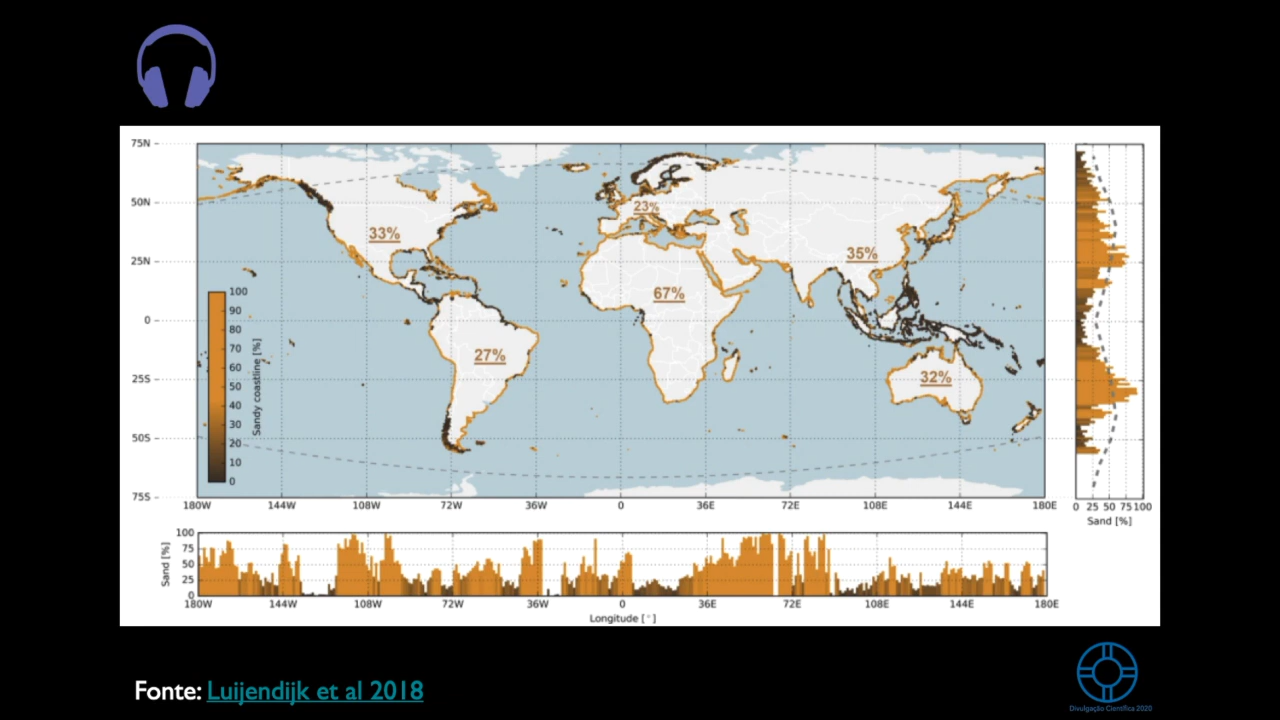 75N
50N
25N
0
25S
50S
75S
33%
23%
35%
67%
27%
32%
100
90
80
70
60
50
40
30
20
10
0
Sandy coastline [%]
180W 144W 108W 72W 36W 0 36E 72E 108E 144E 180E
0 25 50 75 100
Sand [%]
100
75
50
25
0
Sand [%]
180W 144W 108W 72W 36W 0 36E 72E 108E 144E 180E
Longitude [°]
Fonte: Luijendijk et al 2018
Divulgação Científica 2020